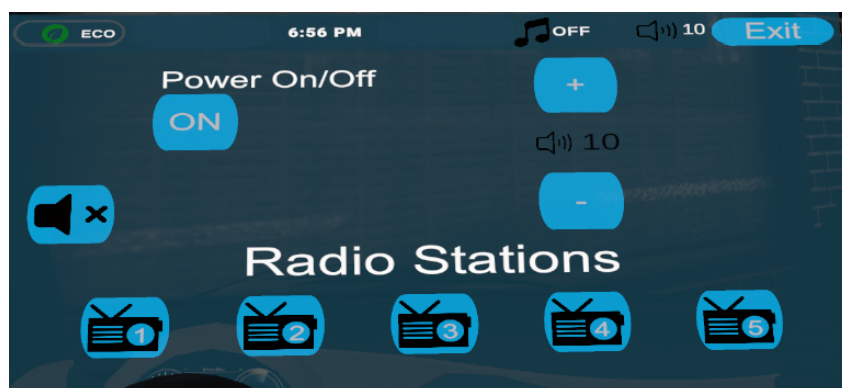 ECO 6:56 PM OFF 10 Exit
Power On/Off
+
ON
10
-
Radio Stations
1 2 3 4 5